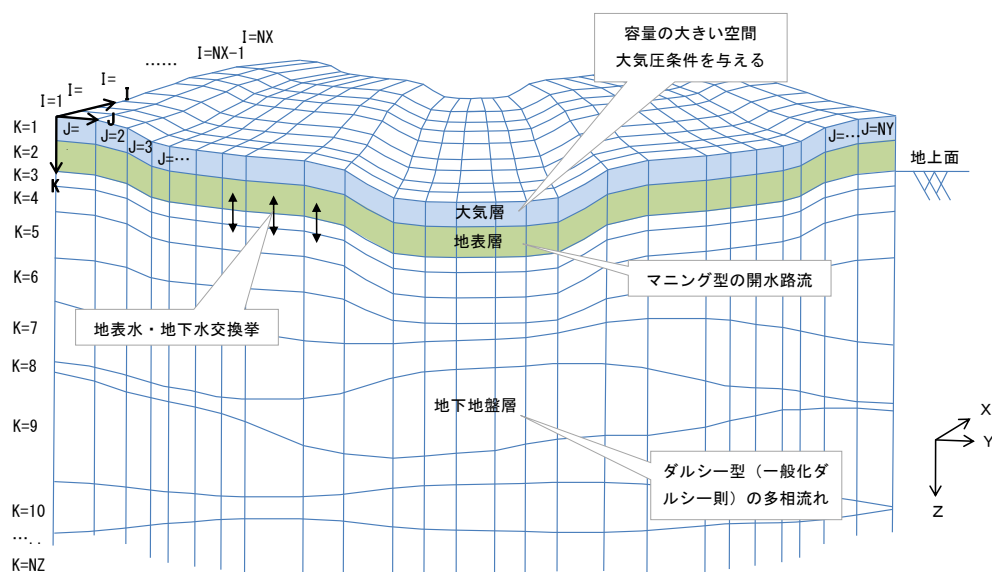 容量の大きい空間
大気圧条件を与える
I=NX
I=NX-1
……
I=
I=
I=1
I
J
K
K=1
K=2
K=3
K=4
K=5
K=6
K=7
K=8
K=9
K=10
…..
K=NZ
J=
J=2
J=3
J=…
J=…
J=NY
地上面
大気層
地表層
マニング型の開水路流
地表水・地下水交換挙
地下地盤層
ダルシー型（一般化ダ
ルシー則）の多相流れ
X
Y
Z